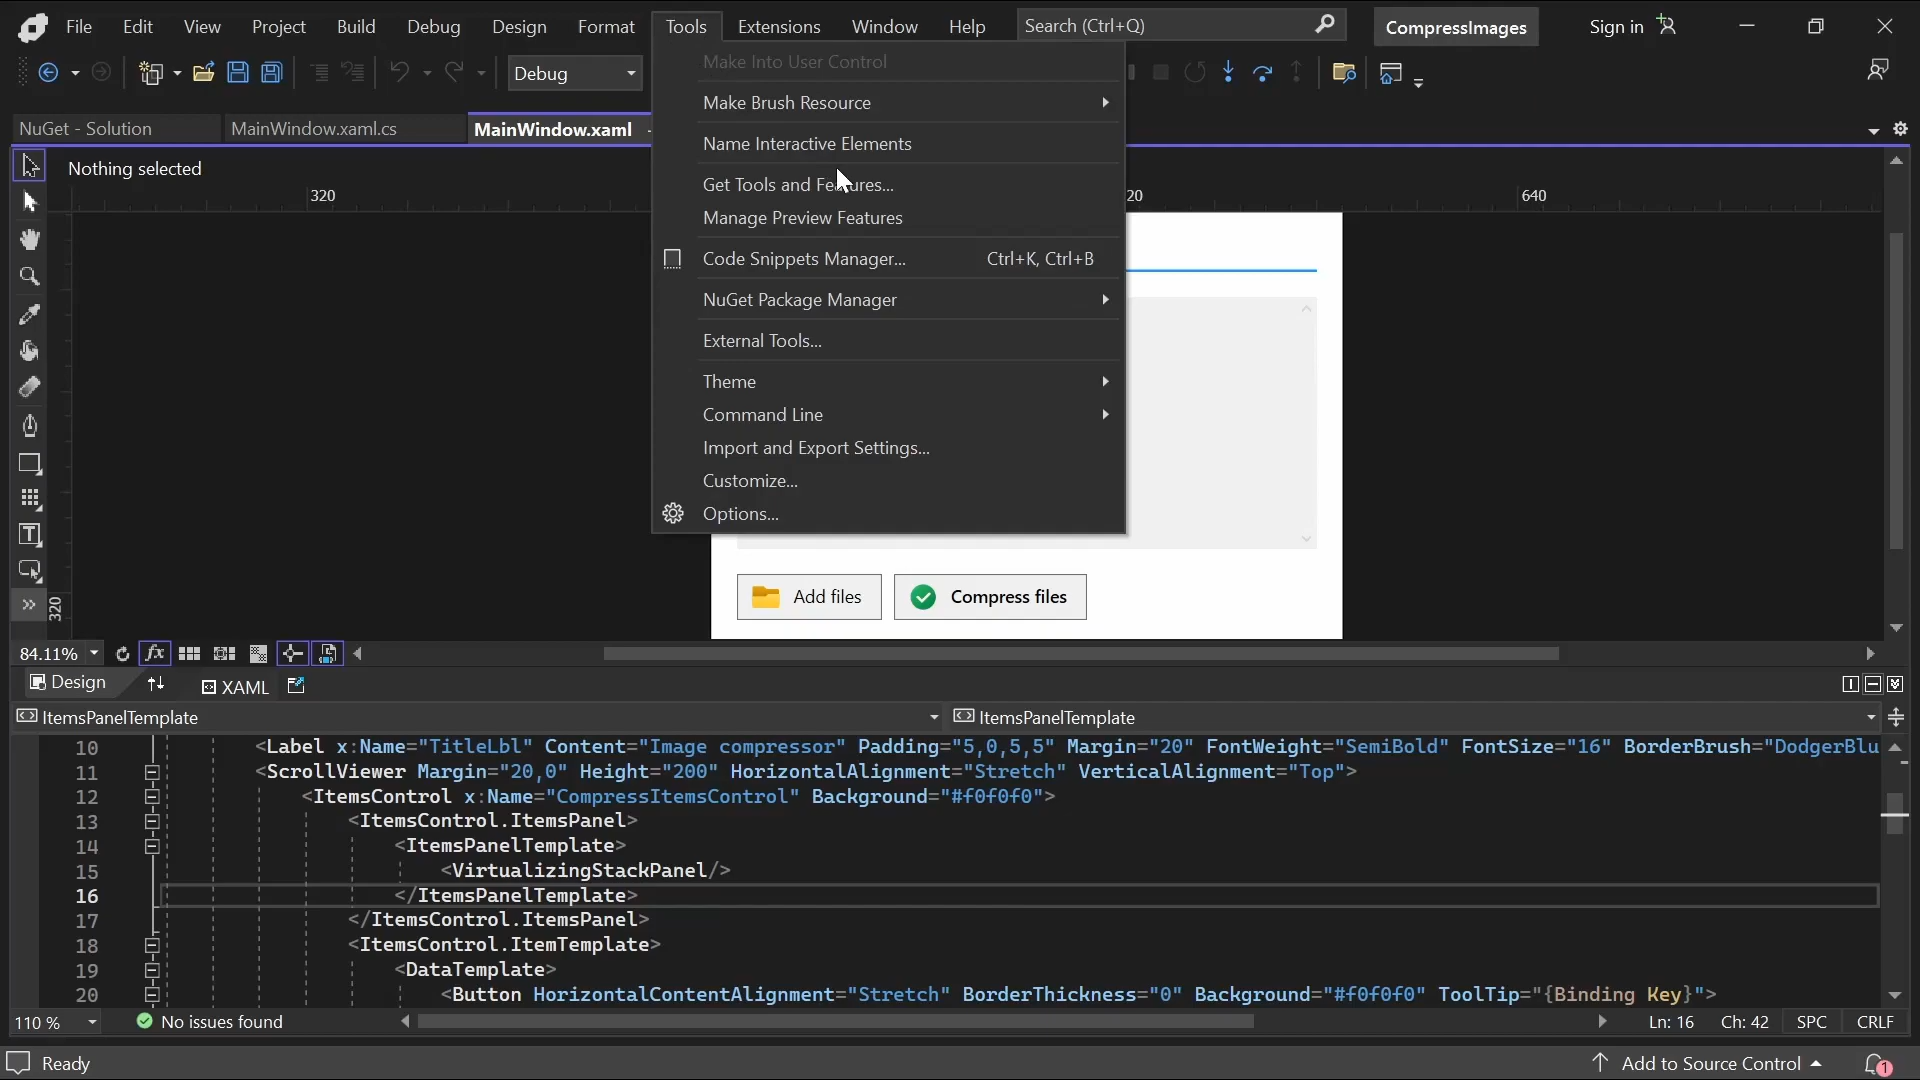 File Edit View Project Build Debug Design Format Tools Extensions Window Help Search (Ctrl+Q) CompressImages Sign in
Debug
NuGet - Solution MainWindow.xaml.cs MainWindow.xaml
Nothing selected
320 20 640
Make Into User Control
Make Brush Resource
Name Interactive Elements
Get Tools and Features...
Manage Preview Features
Code Snippets Manager... Ctrl+K, Ctrl+B
NuGet Package Manager
External Tools...
Theme
Command Line
Import and Export Settings...
Customize...
Options...
320
Add files Compress files
84.11%
Design XAML
ItemsPanelTemplate ItemsPanelTemplate
10 <Label x:Name="TitleLbl" Content="Image compressor" Padding="5,0,5,5" Margin="20" FontWeight="SemiBold" FontSize="16" BorderBrush="DodgerBlu
11 <ScrollViewer Margin="20,0" Height="200" HorizontalAlignment="Stretch" VerticalAlignment="Top">
12 <ItemsControl x:Name="CompressItemsControl" Background="#f0f0f0">
13 <ItemsControl.ItemsPanel>
14 <ItemsPanelTemplate>
15 <VirtualizingStackPanel/>
16 </ItemsPanelTemplate>
17 </ItemsControl.ItemsPanel>
18 <ItemsControl.ItemTemplate>
19 <DataTemplate>
20 <Button HorizontalContentAlignment="Stretch" BorderThickness="0" Background="#f0f0f0" ToolTip="{Binding Key}">
110 % No issues found Ln: 16 Ch: 42 SPC CRLF
Ready Add to Source Control 1